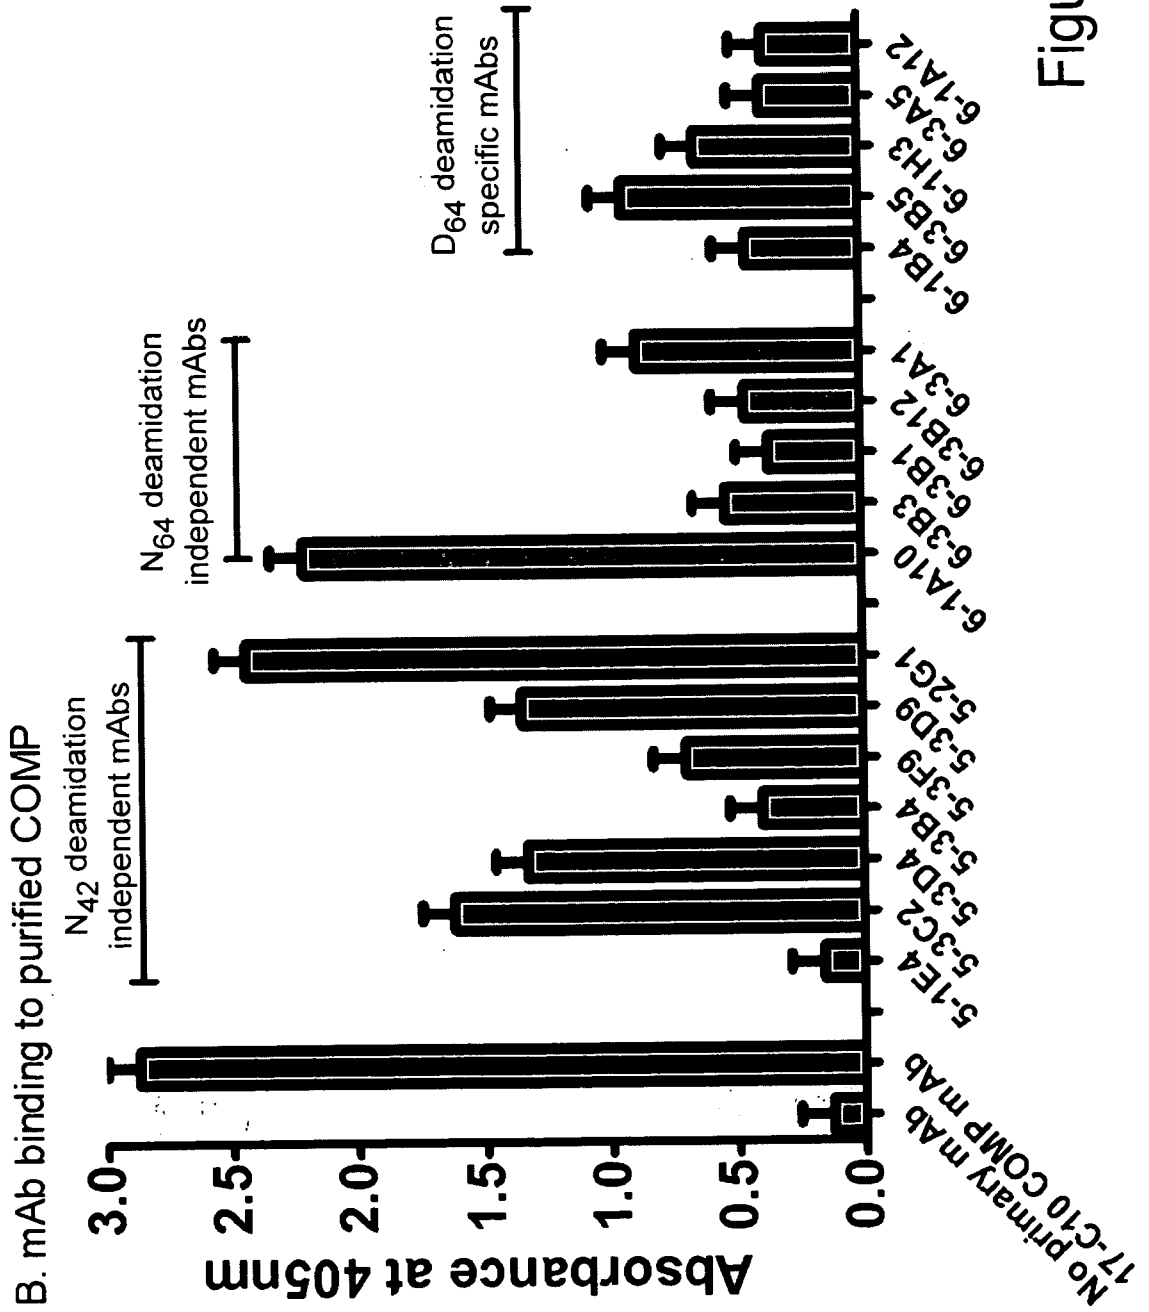 B. mAb binding to purified COMP
N42 deamidation
independent mAbs
N64 deamidation
independent mAbs
D64 deamidation
specific mAbs
Absorbance at 405nm
3.0
2.5
2.0
1.5
1.0
0.5
0.0
No primary mAb
17-C10 COMP mAb
5-1E4
5-3C2
5-3D4
5-3B4
5-3F9
5-3D9
5-2G1
6-1A10
6-3B3
6-3B1
6-3B12
6-3A1
6-1B4
6-3B5
6-1H3
6-3A5
6-1A12